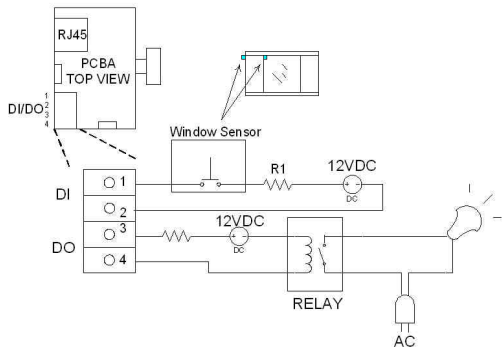 RJ45
PCBA
TOP VIEW
DI/DO
1
2
3
4
Window Sensor
R1
12VDC
DC
DI
1
2
12VDC
DC
DO
3
4
RELAY
AC